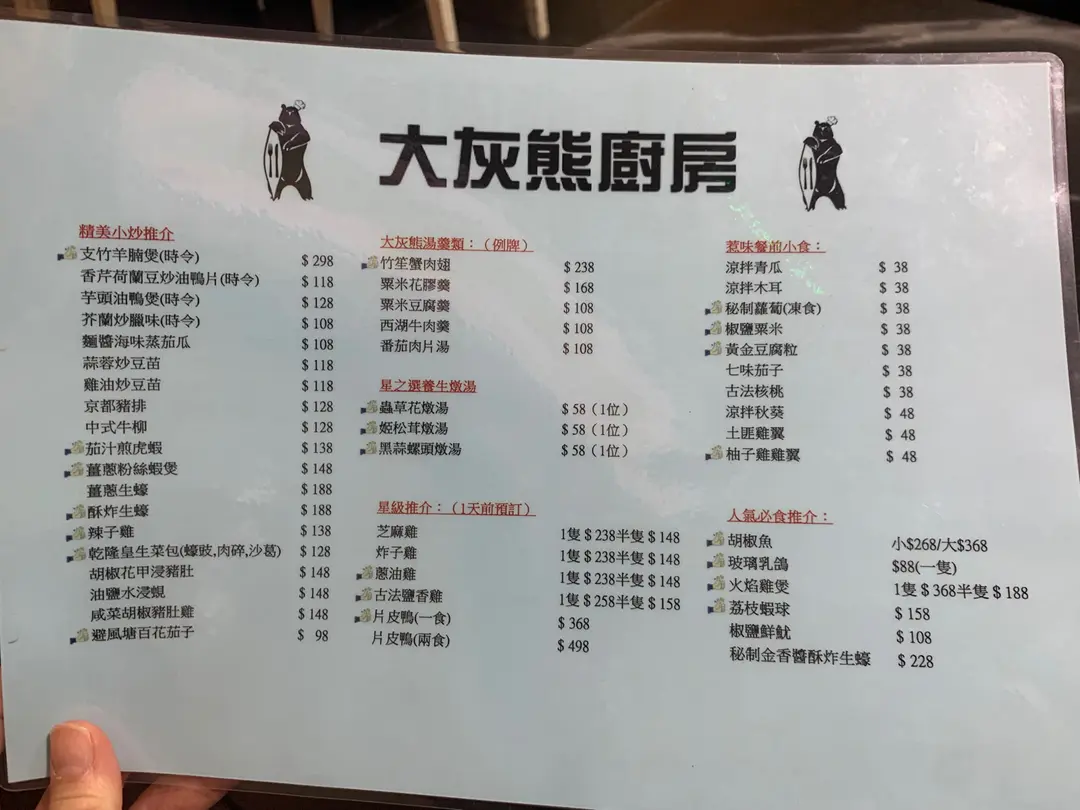 大灰熊廚房
精美小炒推介
支竹羊腩煲(時令) $ 298
香芹荷蘭豆炒油鴨片(時令) $ 118
芋頭油鴨煲(時令) $ 128
芥蘭炒臘味(時令) $ 108
麵醬海味蒸茄瓜 $ 108
蒜蓉炒豆苗 $ 118
雞油炒豆苗 $ 118
京都豬排 $ 128
中式牛柳 $ 128
茄汁煎虎蝦 $ 138
薑蔥粉絲蝦煲 $ 148
薑蔥生蠔 $ 188
酥炸生蠔 $ 188
辣子雞 $ 138
乾隆皇生菜包(蠔豉,肉碎,沙葛) $ 128
胡椒花甲浸豬肚 $ 148
油鹽水浸蜆 $ 148
咸菜胡椒豬肚雞 $ 148
避風塘百花茄子 $ 98
大灰熊湯羹類：（例牌）
竹笙蟹肉翅 $ 238
粟米花膠羹 $ 168
粟米豆腐羹 $ 108
西湖牛肉羹 $ 108
番茄肉片湯 $ 108
星之選養生燉湯
蟲草花燉湯 $ 58（1位）
姬松茸燉湯 $ 58（1位）
黑蒜螺頭燉湯 $ 58（1位）
星級推介：（1天前預訂）
芝麻雞 1隻 $ 238半隻 $ 148
炸子雞 1隻 $ 238半隻 $ 148
蔥油雞 1隻 $ 238半隻 $ 148
古法鹽香雞 1隻 $ 258半隻 $ 158
片皮鴨(一食) $ 368
片皮鴨(兩食) $ 498
惹味餐前小食：
涼拌青瓜 $ 38
涼拌木耳 $ 38
秘制蘿蔔(凍食) $ 38
椒鹽粟米 $ 38
黃金豆腐粒 $ 38
七味茄子 $ 38
古法核桃 $ 38
涼拌秋葵 $ 48
土匪雞翼 $ 48
柚子雞雞翼 $ 48
人氣必食推介：
胡椒魚 小$268/大$368
玻璃乳鴿 $88(一隻)
火焰雞煲 1隻 $ 368半隻 $ 188
荔枝蝦球 $ 158
椒鹽鮮魷 $ 108
秘制金香醬酥炸生蠔 $ 228